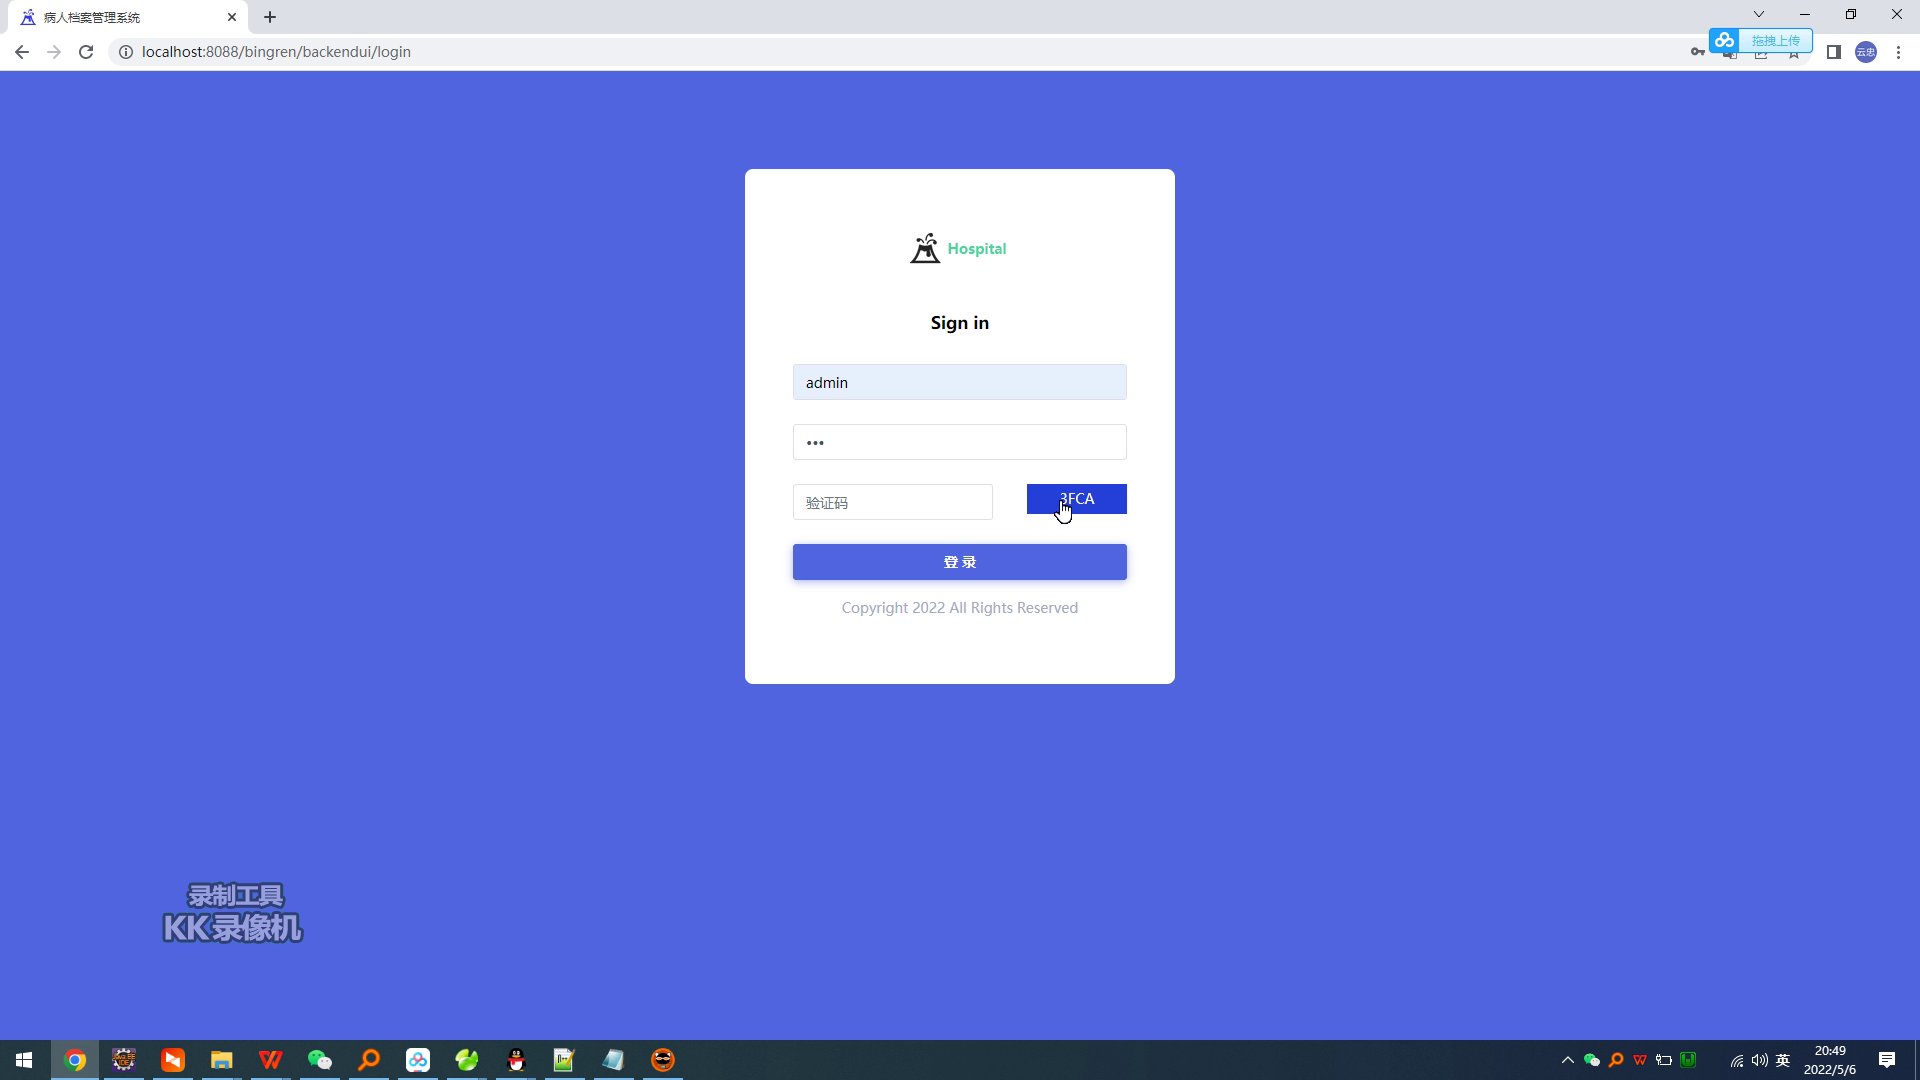 病人档案管理系统
localhost:8088/bingren/backendui/login
拖拽上传
云忠
Hospital
Sign in
admin
•••
验证码
3FCA
登 录
Copyright 2022 All Rights Reserved
录制工具
KK录像机
英
20:49
2022/5/6